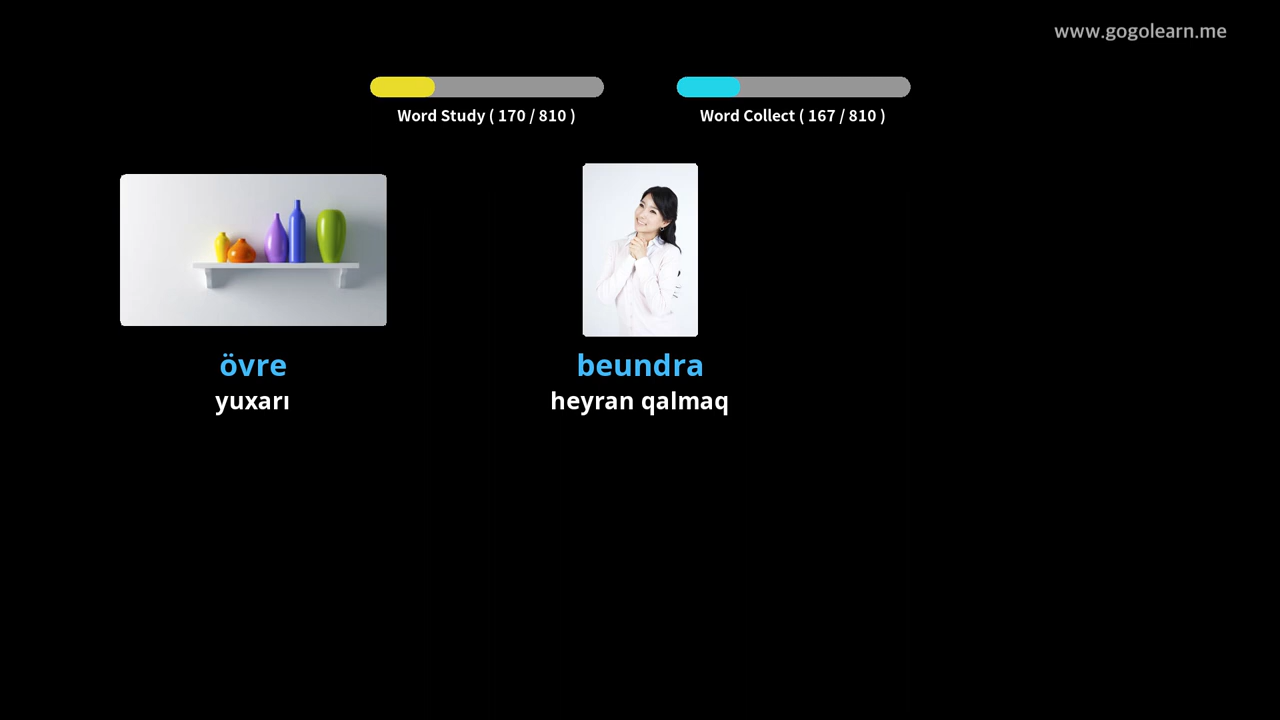 www.gogolearn.me
Word Study ( 170 / 810 )
Word Collect ( 167 / 810 )
övre
yuxarı
beundra
heyran qalmaq